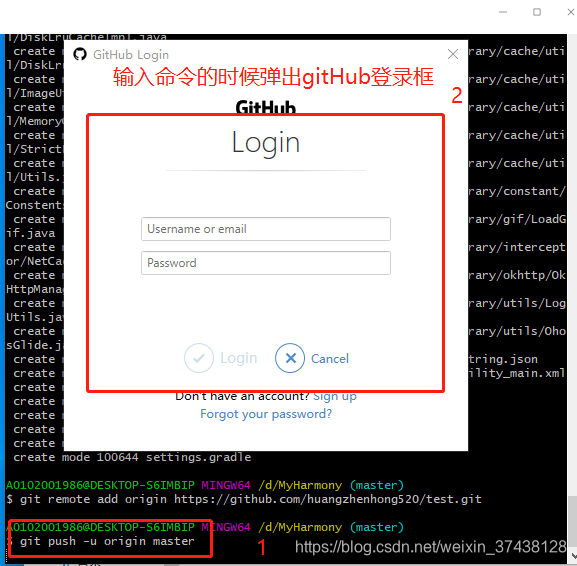 l/DiskLruCacheImpl.java
create m
rary/cache/uti
l/DiskL
GitHub Login
create m
rary/cache/uti
l/ImageU
输入命令的时候弹出gitHub登录框
create m
rary/cache/uti
l/Memory
GitHub
2
create m
rary/cache/uti
l/Strict
Login
create m
rary/cache/uti
l/Utils.
create m
rary/constant/
Constents
create m
rary/gif/LoadG
if.java
Username or email
create m
rary/intercept
or/NetCa
Password
create m
rary/okhttp/Ok
HttpManag
create m
rary/utils/Log
Utils.jav
create m
rary/utils/Oho
sGlide.ja
create m
tring.json
Login
Cancel
create m
ility_main.xml
create m
create m
Don't have an account? Sign up
create m
Forgot your password?
create m
create m
create mode 100644 settings.gradle
A0102001986@DESKTOP-S6IMBIP MINGW64 /d/MyHarmony (master)
$ git remote add origin https://github.com/huangzhenhong520/test.git
A0102001986@DESKTOP-S6IMBIP MINGW64 /d/MyHarmony (master)
$ git push -u origin master
1
https://blog.csdn.net/weixin_37438128